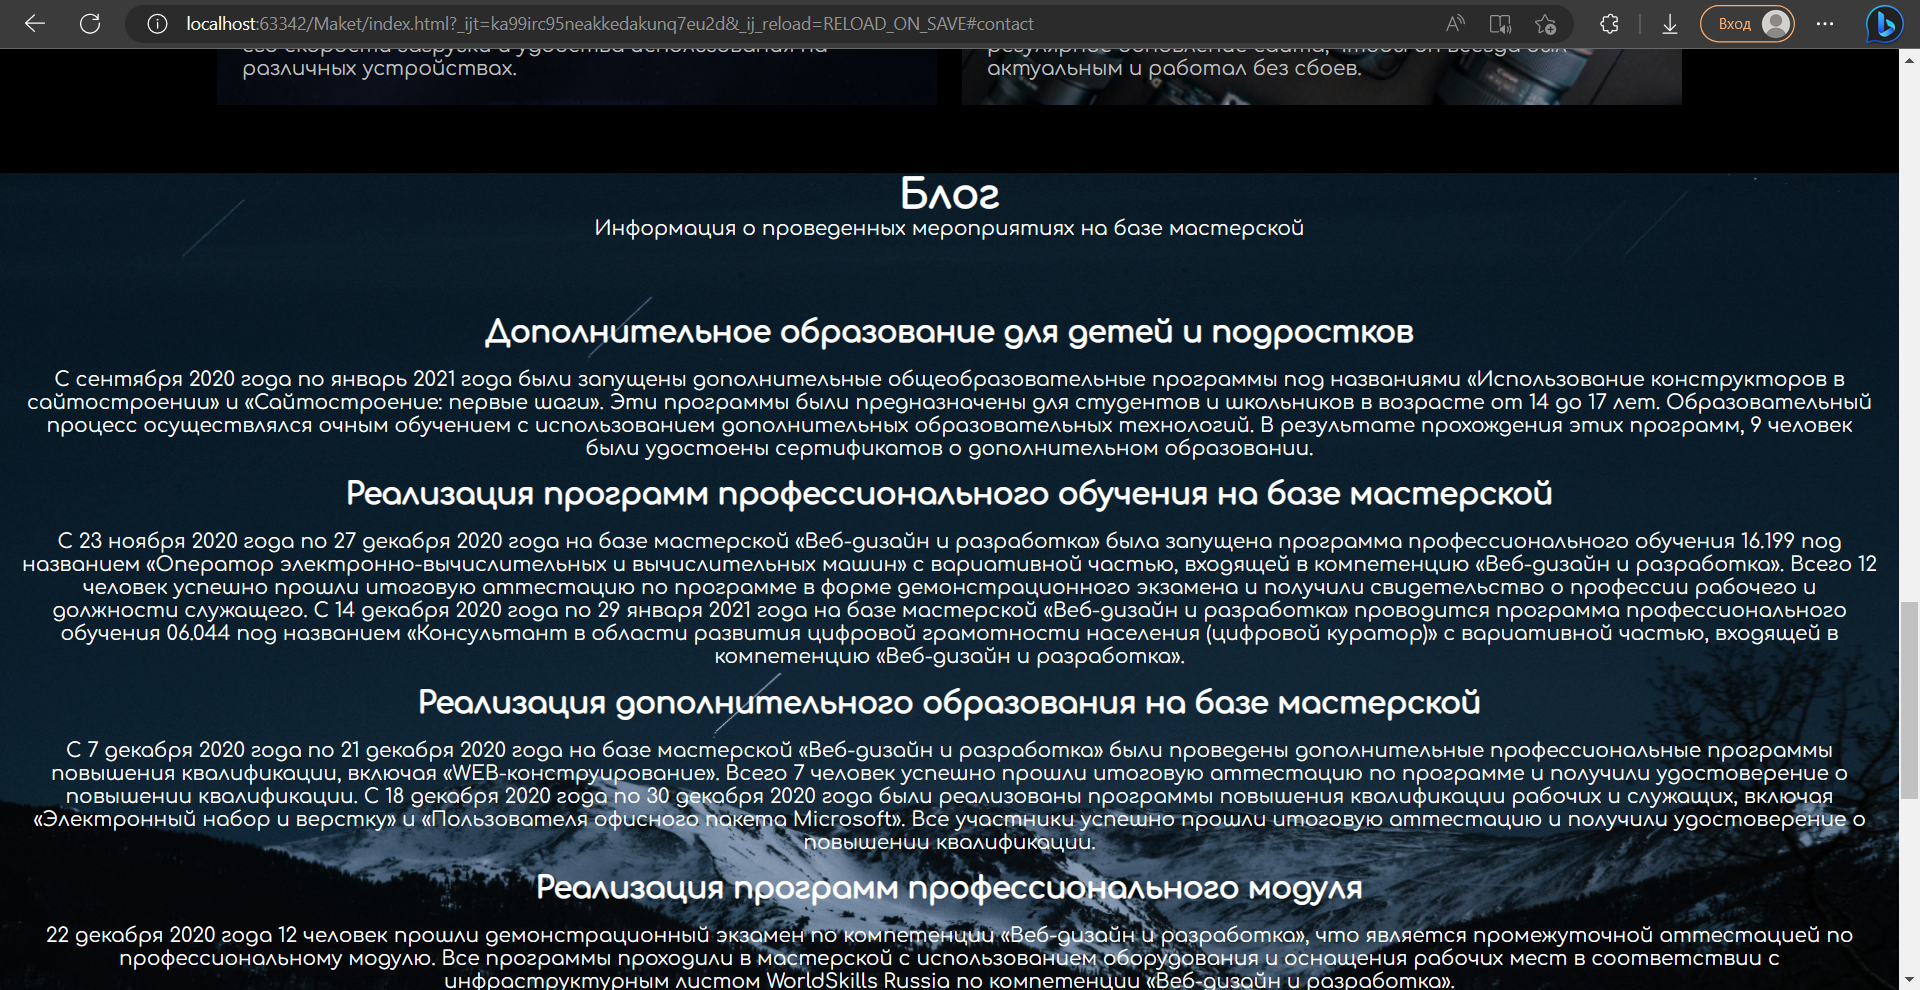 localhost:63342/Maket/index.html?_ijt=ka99irc95neakkedakunq7eu2d&_ij_reload=RELOAD_ON_SAVE#contact
Вход
его скорости загрузки и удобства использования на
различных устройствах.
регулярное обновление сайта, чтобы он всегда был
актуальным и работал без сбоев.
Блог
Информация о проведенных мероприятиях на базе мастерской
Дополнительное образование для детей и подростков
С сентября 2020 года по январь 2021 года были запущены дополнительные общеобразовательные программы под названиями «Использование конструкторов в
сайтостроении» и «Сайтостроение: первые шаги». Эти программы были предназначены для студентов и школьников в возрасте от 14 до 17 лет. Образовательный
процесс осуществлялся очным обучением с использованием дополнительных образовательных технологий. В результате прохождения этих программ, 9 человек
были удостоены сертификатов о дополнительном образовании.
Реализация программ профессионального обучения на базе мастерской
С 23 ноября 2020 года по 27 декабря 2020 года на базе мастерской «Веб-дизайн и разработка» была запущена программа профессионального обучения 16.199 под
названием «Оператор электронно-вычислительных и вычислительных машин» с вариативной частью, входящей в компетенцию «Веб-дизайн и разработка». Всего 12
человек успешно прошли итоговую аттестацию по программе в форме демонстрационного экзамена и получили свидетельство о профессии рабочего и
должности служащего. С 14 декабря 2020 года по 29 января 2021 года на базе мастерской «Веб-дизайн и разработка» проводится программа профессионального
обучения 06.044 под названием «Консультант в области развития цифровой грамотности населения (цифровой куратор)» с вариативной частью, входящей в
компетенцию «Веб-дизайн и разработка».
Реализация дополнительного образования на базе мастерской
С 7 декабря 2020 года по 21 декабря 2020 года на базе мастерской «Веб-дизайн и разработка» были проведены дополнительные профессиональные программы
повышения квалификации, включая «WEB-конструирование». Всего 7 человек успешно прошли итоговую аттестацию по программе и получили удостоверение о
повышении квалификации. С 18 декабря 2020 года по 30 декабря 2020 года были реализованы программы повышения квалификации рабочих и служащих, включая
«Электронный набор и верстку» и «Пользователя офисного пакета Microsoft». Все участники успешно прошли итоговую аттестацию и получили удостоверение о
повышении квалификации.
Реализация программ профессионального модуля
22 декабря 2020 года 12 человек прошли демонстрационный экзамен по компетенции «Веб-дизайн и разработка», что является промежуточной аттестацией по
профессиональному модулю. Все программы проходили в мастерской с использованием оборудования и оснащения рабочих мест в соответствии с
инфраструктурным листом WorldSkills Russia по компетенции «Веб-дизайн и разработка».